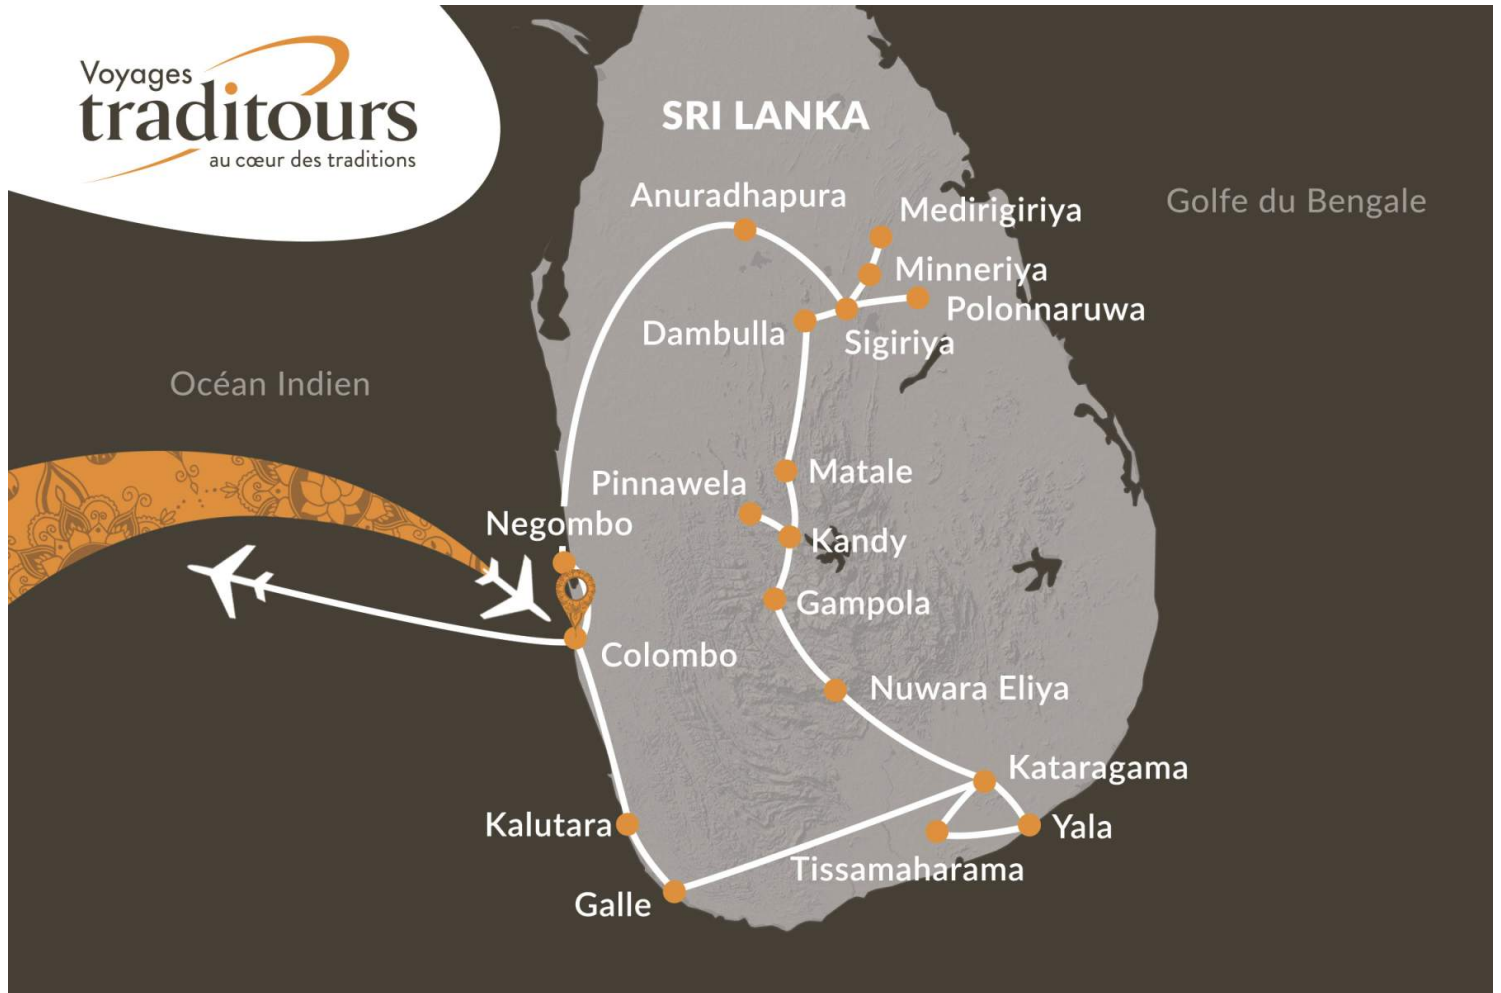 Voyages
traditours
au cœur des traditions
SRI LANKA
Anuradhapura
Medirigiriya
Golfe du Bengale
Minneriya
Polonnaruwa
Dambulla
Sigiriya
Océan Indien
Matale
Pinnawela
Negombo
Kandy
Gampola
Colombo
Nuwara Eliya
Kataragama
Kalutara
Yala
Tissamaharama
Galle